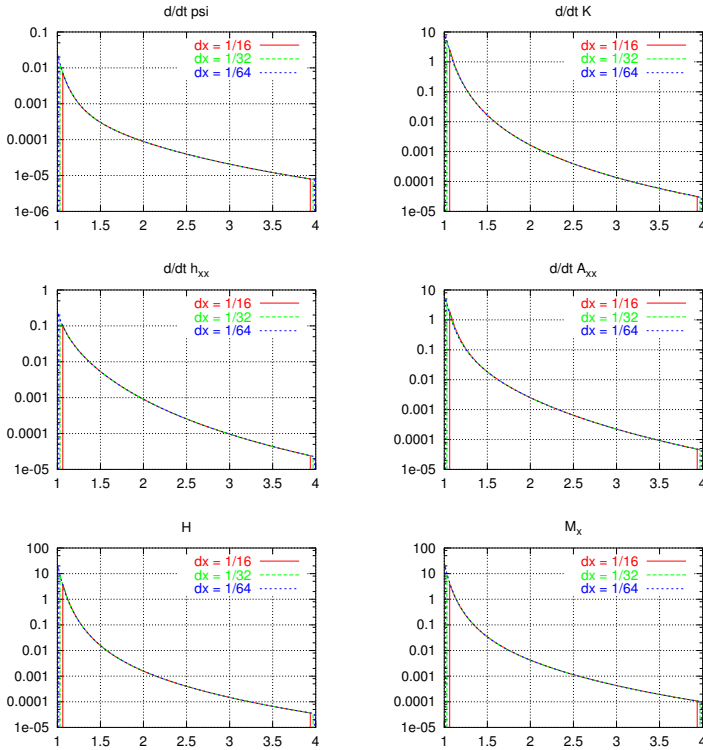 d/dt psi
0.1
0.01
0.001
0.0001
1e-05
1e-06
1 1.5 2 2.5 3 3.5 4
dx = 1/16
dx = 1/32
dx = 1/64
d/dt K
10
1
0.1
0.01
0.001
0.0001
1e-05
1 1.5 2 2.5 3 3.5 4
dx = 1/16
dx = 1/32
dx = 1/64
d/dt hxx
1
0.1
0.01
0.001
0.0001
1e-05
1 1.5 2 2.5 3 3.5 4
dx = 1/16
dx = 1/32
dx = 1/64
d/dt Axx
10
1
0.1
0.01
0.001
0.0001
1e-05
1 1.5 2 2.5 3 3.5 4
dx = 1/16
dx = 1/32
dx = 1/64
H
100
10
1
0.1
0.01
0.001
0.0001
1e-05
1 1.5 2 2.5 3 3.5 4
dx = 1/16
dx = 1/32
dx = 1/64
Mx
100
10
1
0.1
0.01
0.001
0.0001
1e-05
1 1.5 2 2.5 3 3.5 4
dx = 1/16
dx = 1/32
dx = 1/64